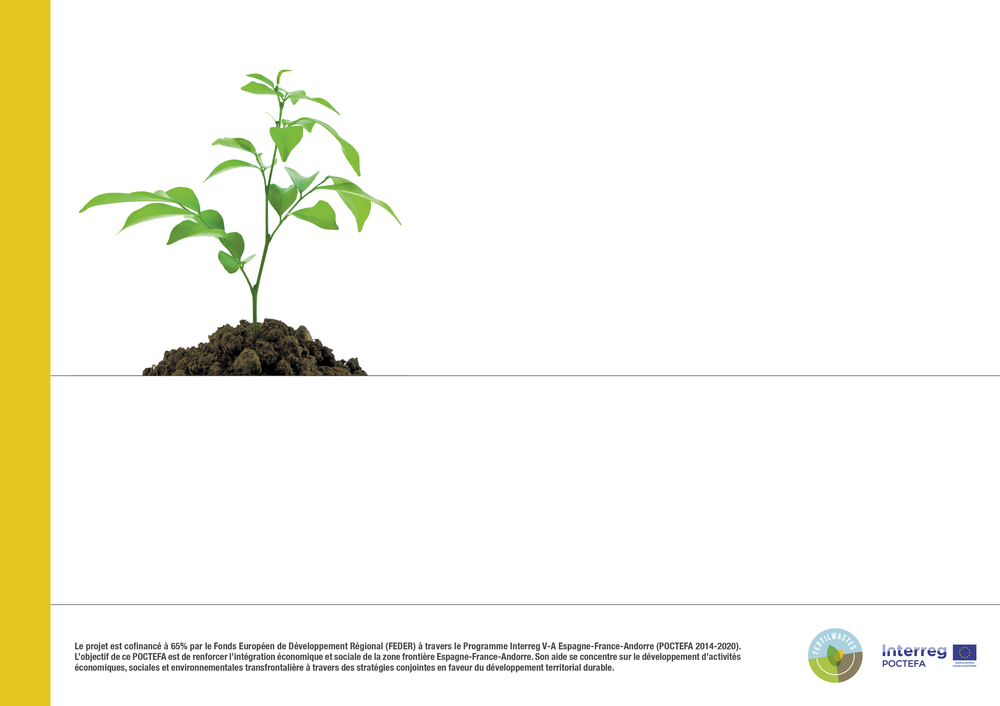 Le projet est cofinancé à 65% par le Fonds Européen de Développement Régional (FEDER) à travers le Programme Interreg V-A Espagne-France-Andorre (POCTEFA 2014-2020).
L’objectif de ce POCTEFA est de renforcer l’intégration économique et sociale de la zone frontière Espagne-France-Andorre. Son aide se concentre sur le développement d’activités
économiques, sociales et environnementales transfrontalière à travers des stratégies conjointes en faveur du développement territorial durable.
FERTILWASTES
Interreg
POCTEFA
UNIÓN EUROPEA
UNION EUROPÉENNE